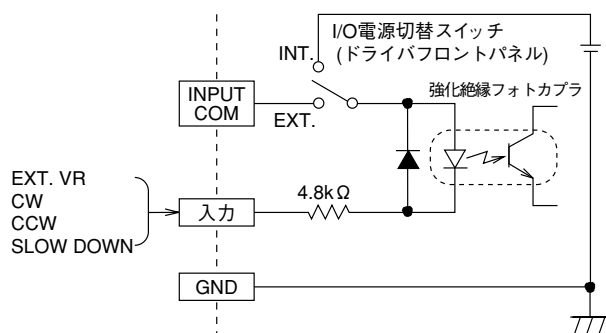 I/O電源切替スイッチ
(ドライバフロントパネル)
INT.
INPUT
COM
EXT.
強化絶縁フォトカプラ
EXT. VR
CW
CCW
SLOW DOWN
入力
4.8kΩ
GND